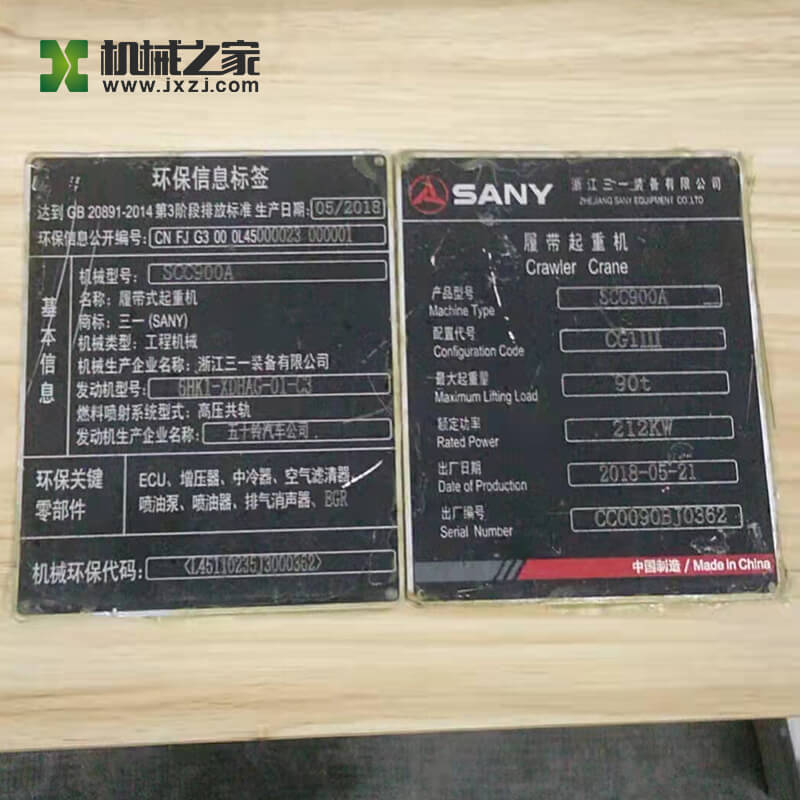 机械之家
www.jxzj.com
环保信息标签
达到 GB 20891-2014 第3阶段排放标准 生产日期: 05/2018
环保信息公开编号: CN FJ G3 00 0L45000023 000001
基本信息
机械型号: SCC900A
名称: 履带式起重机
商标: 三一 (SANY)
机械类型: 工程机械
机械生产企业名称: 浙江三一装备有限公司
发动机型号: 6HK1-XDHAG-01-C3
燃料喷射系统型式: 高压共轨
发动机生产企业名称: 五十铃汽车公司
环保关键零部件
ECU、增压器、中冷器、空气滤清器、
喷油泵、喷油器、排气消声器、EGR
机械环保代码:
SANY 浙江三一装备有限公司
ZHEJIANG SANY EQUIPMENT CO.,LTD
履带起重机
Crawler Crane
产品型号 SCC900A
Machine Type
配置代号
Configuration Code
最大起重量 90t
Maximum Lifting Load
额定功率 212KW
Rated Power
出厂日期 2018-05-21
Date of Production
出厂编号 CC0090BJ0362
Serial Number
中国制造 / Made in China